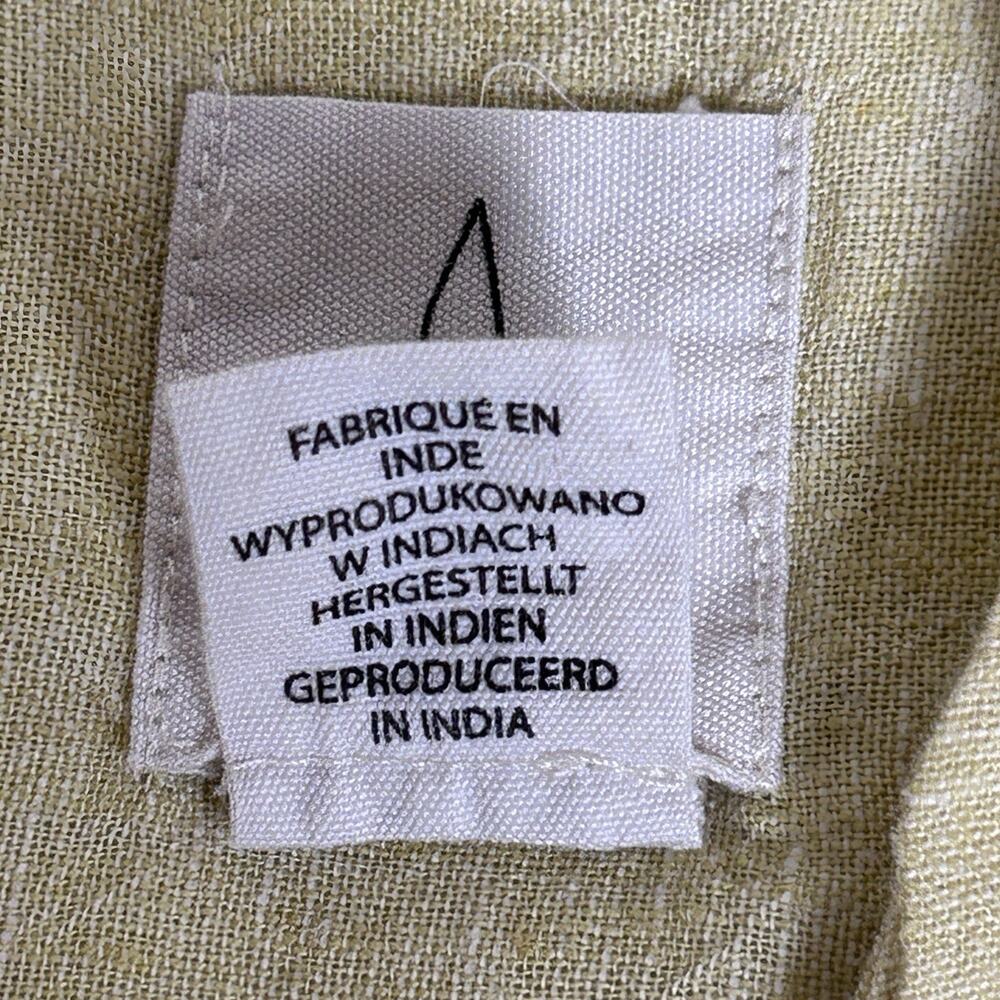 FABRIQUÉ EN
INDE
WYPRODUKOWANO
W INDIACH
HERGESTELLT
IN INDIEN
GEPRODUCEERD
IN INDIA